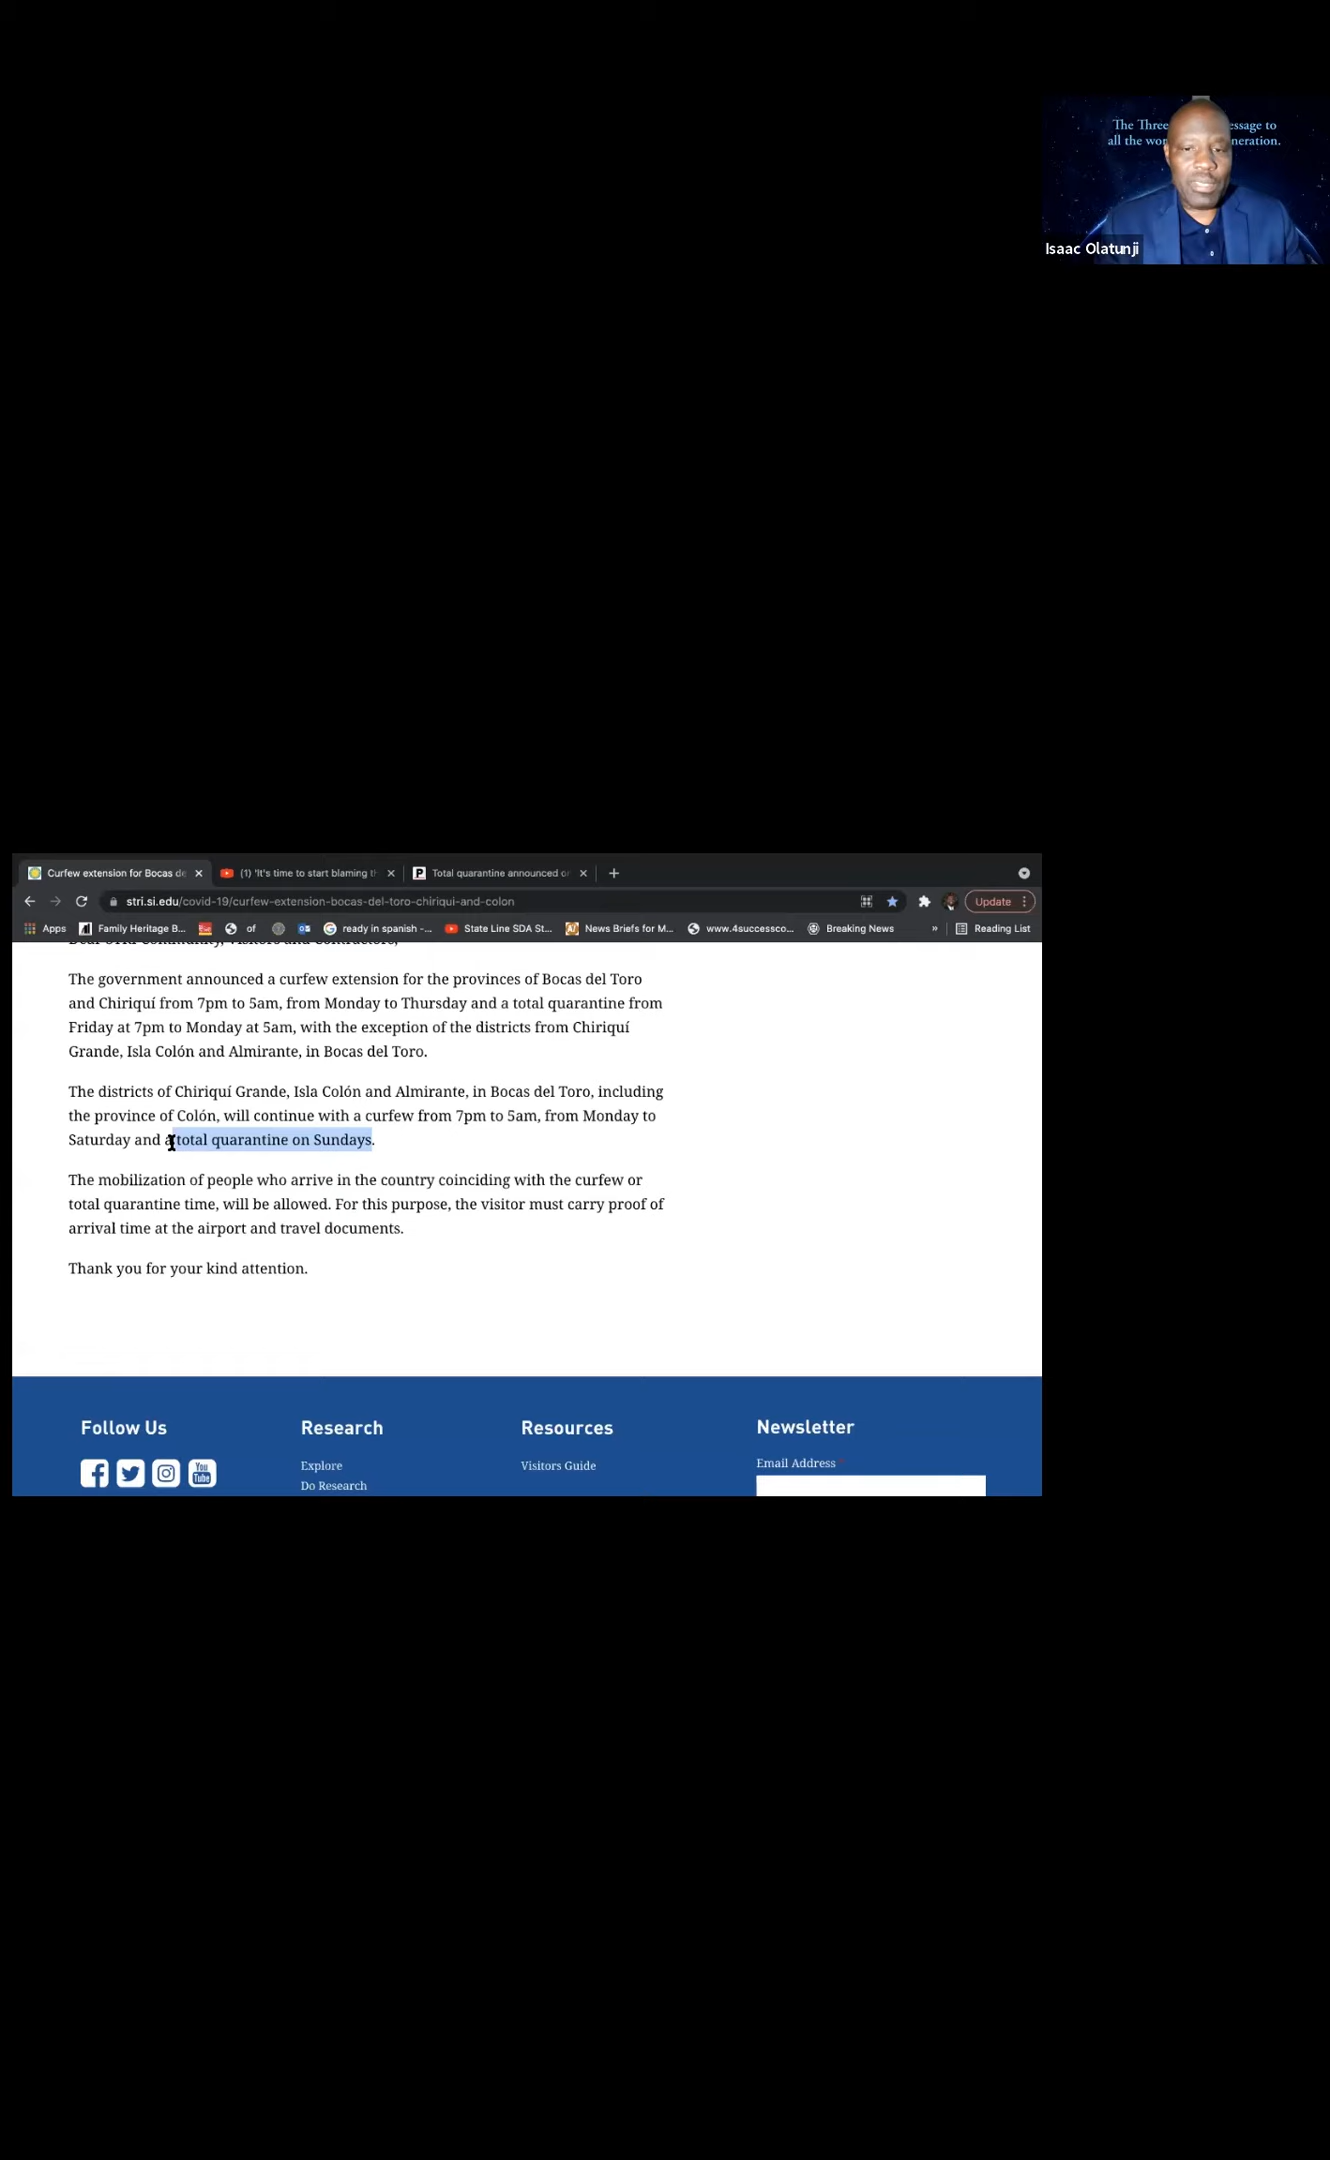 The Three essage to
all the wor neration.
Isaac Olatunji
Curfew extension for Bocas de
(1) 'It's time to start blaming th
Total quarantine announced or
stri.si.edu/covid-19/curfew-extension-bocas-del-toro-chiriqui-and-colon
Update
Apps
Family Heritage B...
of
ready in spanish -...
State Line SDA St...
News Briefs for M...
www.4successco...
Breaking News
»
Reading List
The government announced a curfew extension for the provinces of Bocas del Toro
and Chiriquí from 7pm to 5am, from Monday to Thursday and a total quarantine from
Friday at 7pm to Monday at 5am, with the exception of the districts from Chiriquí
Grande, Isla Colón and Almirante, in Bocas del Toro.
The districts of Chiriquí Grande, Isla Colón and Almirante, in Bocas del Toro, including
the province of Colón, will continue with a curfew from 7pm to 5am, from Monday to
Saturday and a total quarantine on Sundays.
The mobilization of people who arrive in the country coinciding with the curfew or
total quarantine time, will be allowed. For this purpose, the visitor must carry proof of
arrival time at the airport and travel documents.
Thank you for your kind attention.
Follow Us
Research
Resources
Newsletter
Explore
Visitors Guide
Email Address *
Do Research
You
Tube